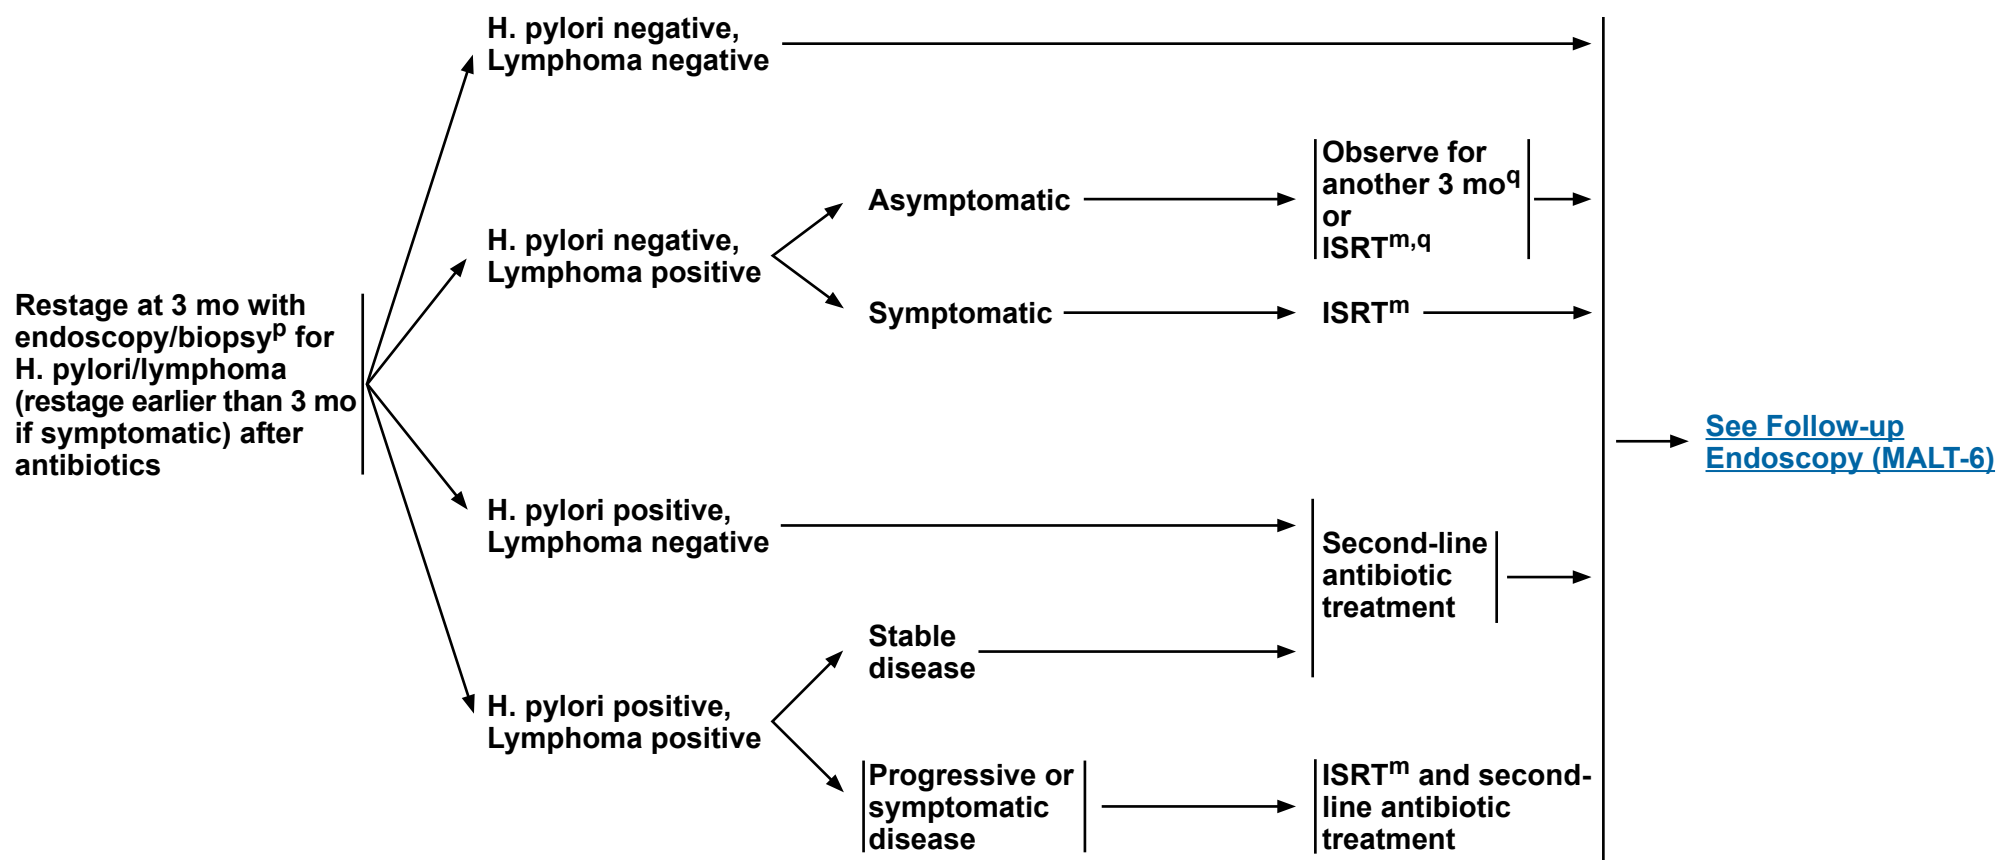 Restage at 3 mo with
endoscopy/biopsyp for
H. pylori/lymphoma
(restage earlier than 3 mo
if symptomatic) after
antibiotics
H. pylori negative,
Lymphoma negative
H. pylori negative,
Lymphoma positive
Asymptomatic
Observe for
another 3 moq
or
ISRTm,q
Symptomatic
ISRTm
H. pylori positive,
Lymphoma negative
Second-line
antibiotic
treatment
H. pylori positive,
Lymphoma positive
Stable
disease
Progressive or
symptomatic
disease
ISRTm and second-
line antibiotic
treatment
See Follow-up
Endoscopy (MALT-6)